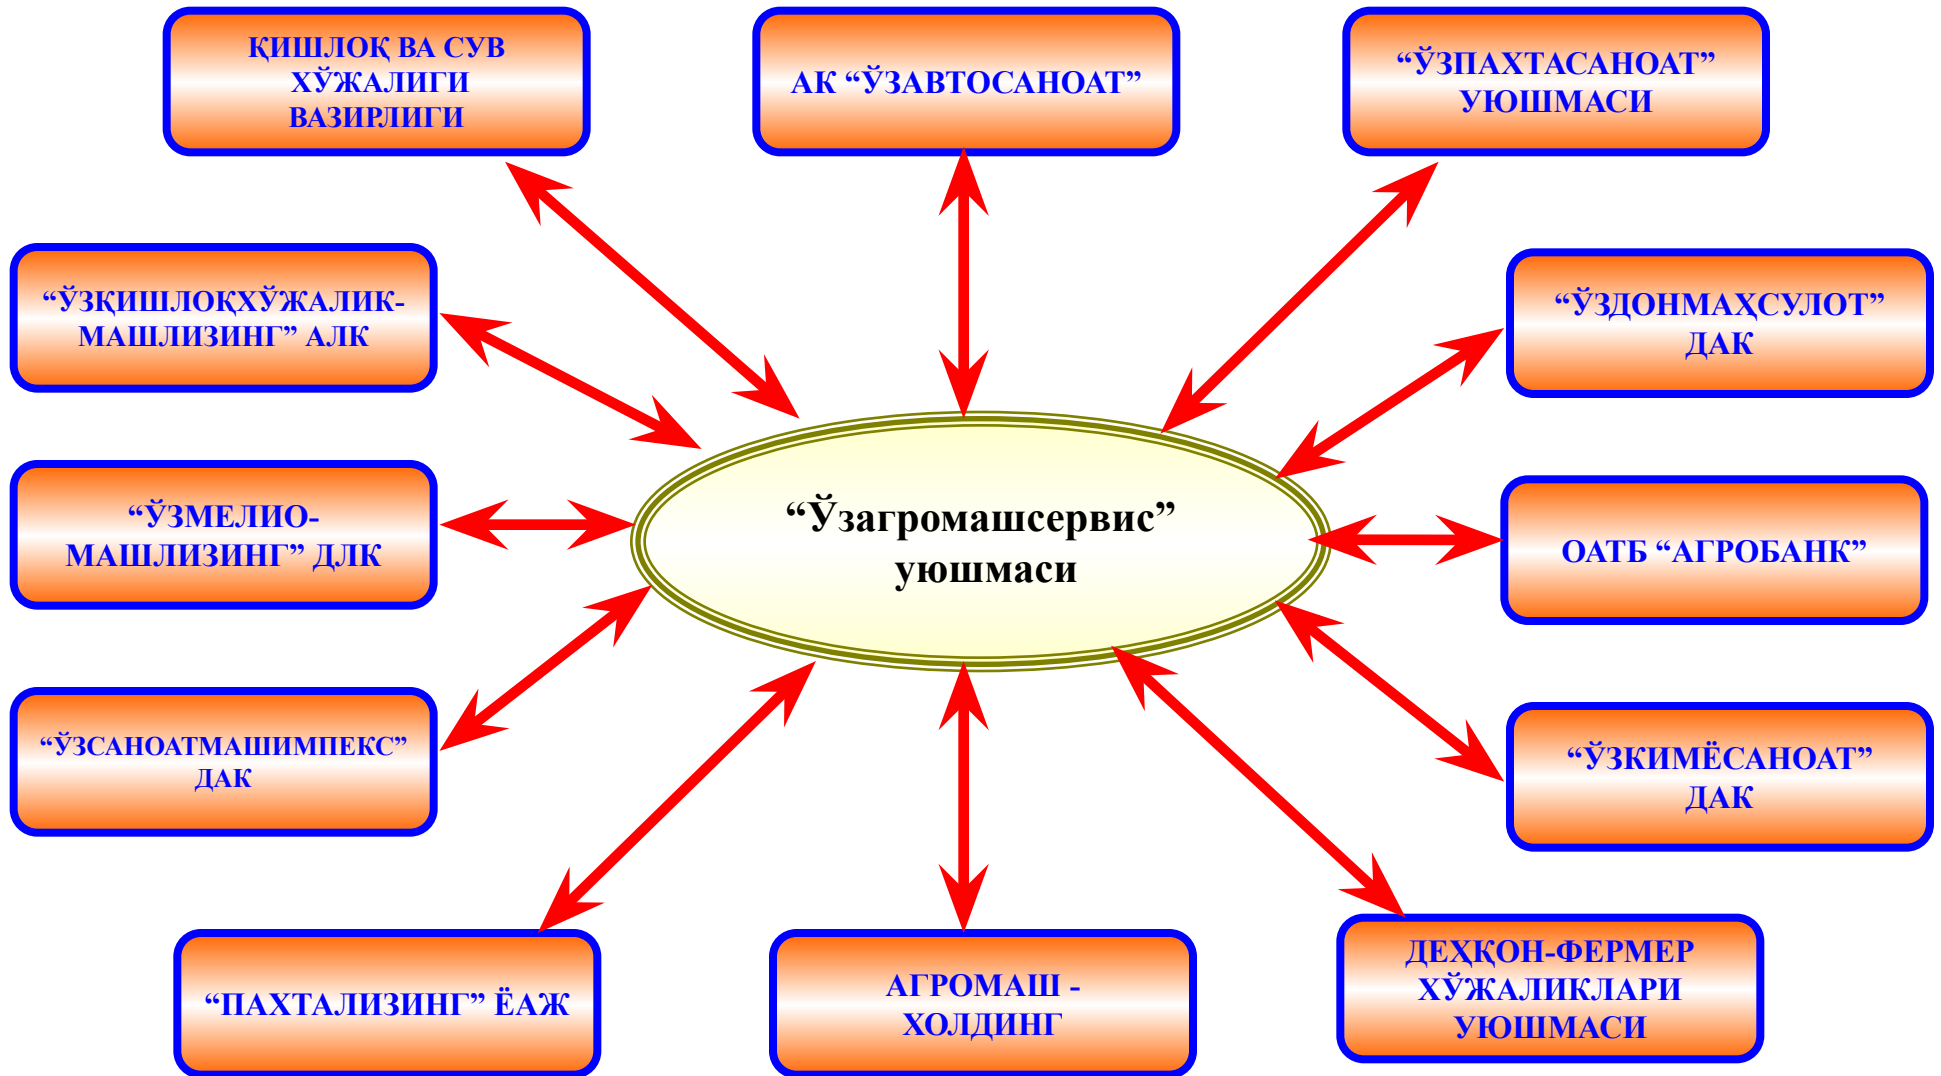 ҚИШЛОҚ ВА СУВ
ХЎЖАЛИГИ
ВАЗИРЛИГИ
АК “ЎЗАВТОСАНОАТ”
“ЎЗПАХТАСАНОАТ”
УЮШМАСИ
“ЎЗҚИШЛОҚХЎЖАЛИК-
МАШЛИЗИНГ” АЛК
“ЎЗДОНМАҲСУЛОТ”
ДАК
“ЎЗМЕЛИО-
МАШЛИЗИНГ” ДЛК
“Ўзагромашсервис”
уюшмаси
ОАТБ “АГРОБАНК”
“ЎЗСАНОАТМАШИМПЕКС”
ДАК
“ЎЗКИМЁСАНОАТ”
ДАК
“ПАХТАЛИЗИНГ” ЁАЖ
АГРОМАШ -
ХОЛДИНГ
ДЕҲҚОН-ФЕРМЕР
ХЎЖАЛИКЛАРИ
УЮШМАСИ